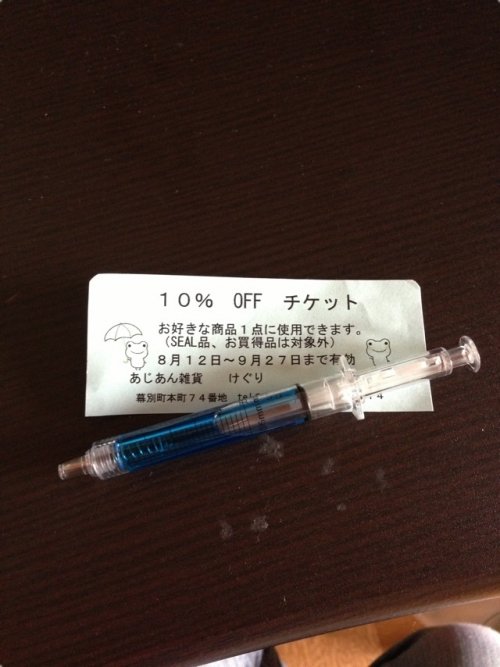 10% OFF チケット
お好きな商品1点に使用できます。
(SEAL品、お買得品は対象外)
8月12日～9月27日まで有効
あじあん雑貨 けぐり
幕別町本町74番地 tel